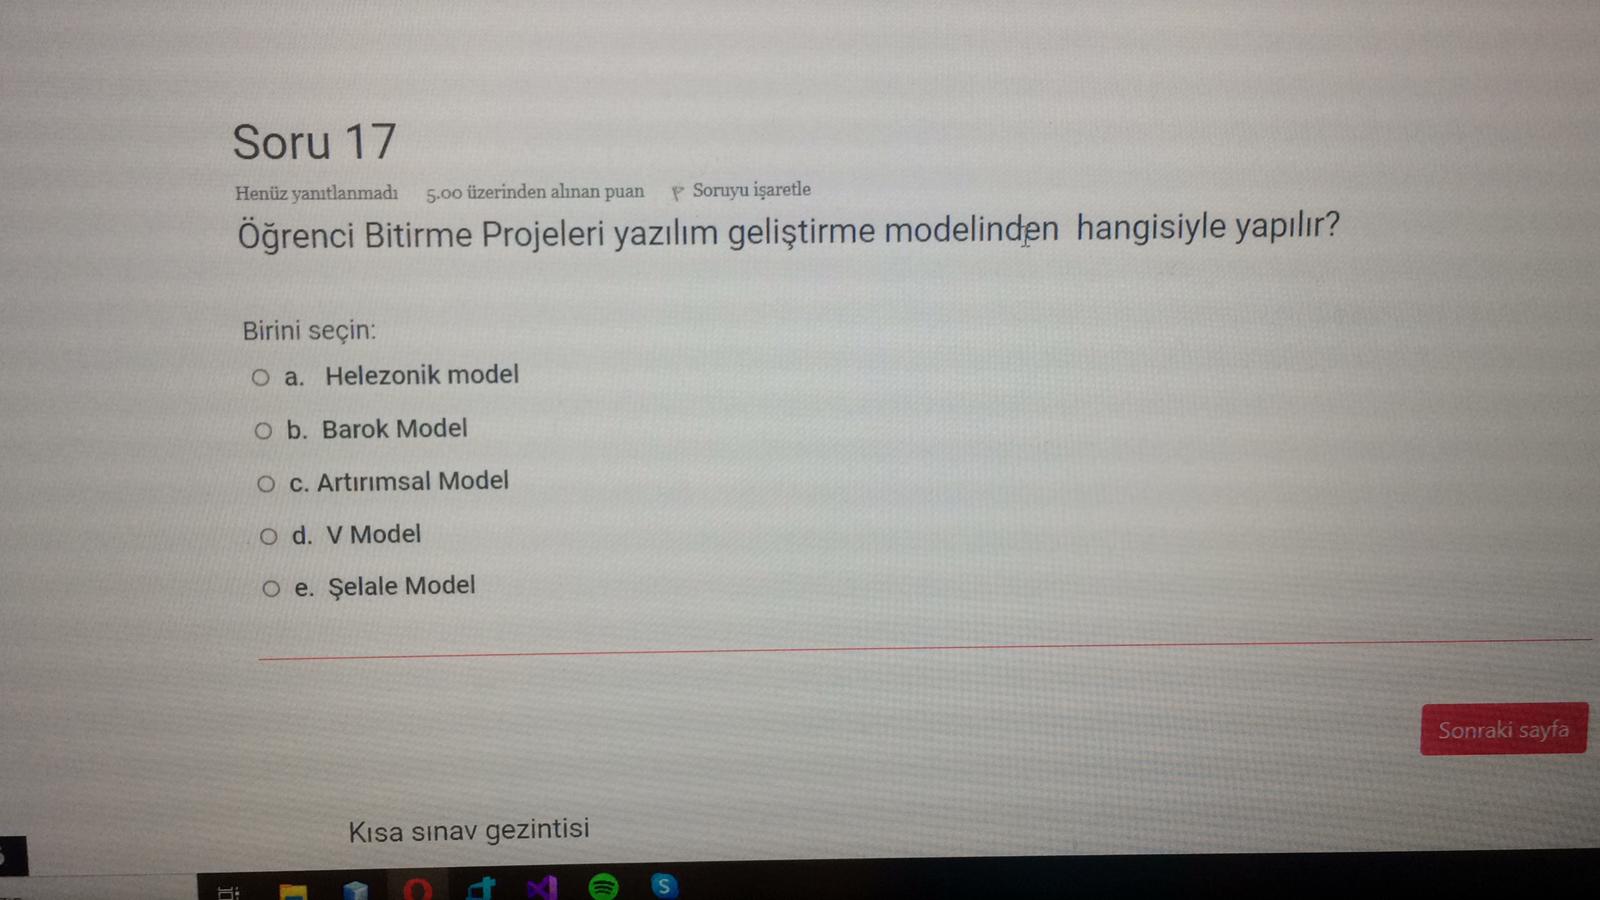 Soru 17
Henüz yanıtlanmadı 5.00 üzerinden alınan puan Soruyu işaretle
Öğrenci Bitirme Projeleri yazılım geliştirme modelinden hangisiyle yapılır?
Birini seçin:
a. Helezonik model
b. Barok Model
c. Artırımsal Model
d. V Model
e. Şelale Model
Sonraki sayfa
Kısa sınav gezintisi